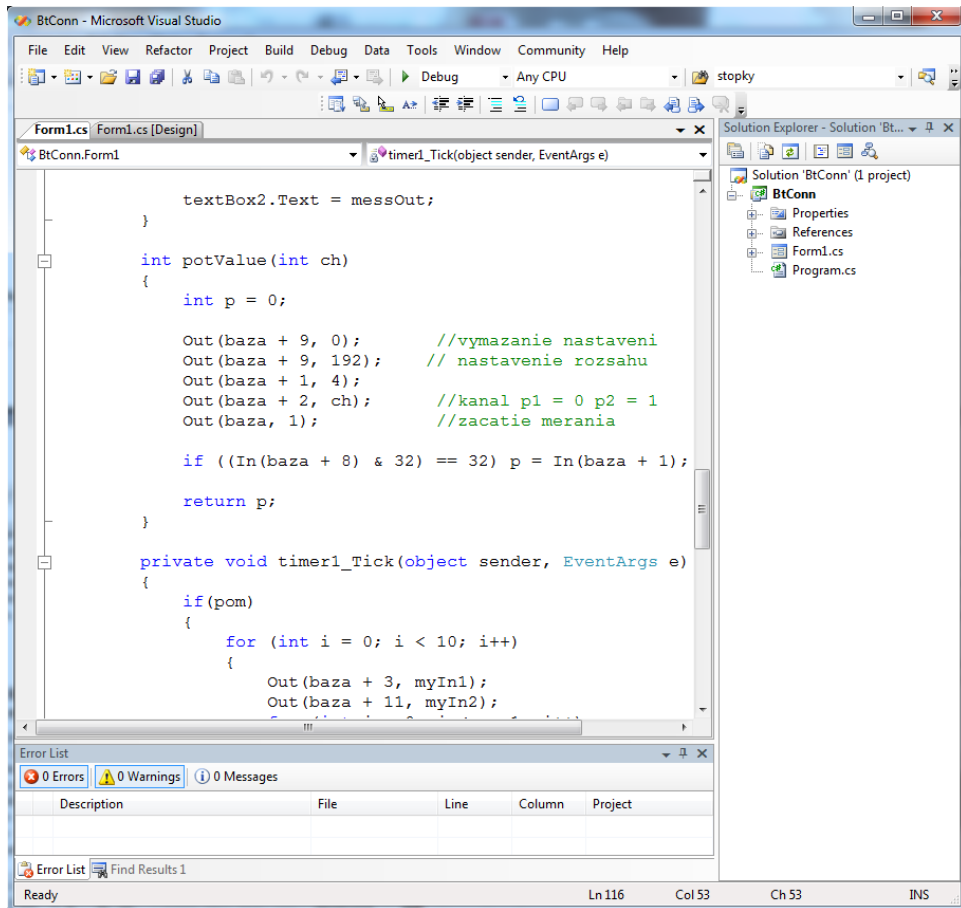 BtConn - Microsoft Visual Studio
File Edit View Refactor Project Build Debug Data Tools Window Community Help
Debug Any CPU stopky
Form1.cs Form1.cs [Design]
BtConn.Form1 timer1_Tick(object sender, EventArgs e)
textBox2.Text = messOut;
}
int potValue(int ch)
{
int p = 0;
Out(baza + 9, 0); //vymazanie nastaveni
Out(baza + 9, 192); // nastavenie rozsahu
Out(baza + 1, 4);
Out(baza + 2, ch); //kanal p1 = 0 p2 = 1
Out(baza, 1); //zacatie merania
if ((In(baza + 8) & 32) == 32) p = In(baza + 1);
return p;
}
private void timer1_Tick(object sender, EventArgs e)
{
if(pom)
{
for (int i = 0; i < 10; i++)
{
Out(baza + 3, myIn1);
Out(baza + 11, myIn2);
Solution Explorer - Solution 'Bt...
Solution 'BtConn' (1 project)
BtConn
Properties
References
Form1.cs
Program.cs
Error List
0 Errors 0 Warnings 0 Messages
Description File Line Column Project
Error List Find Results 1
Ready Ln 116 Col 53 Ch 53 INS